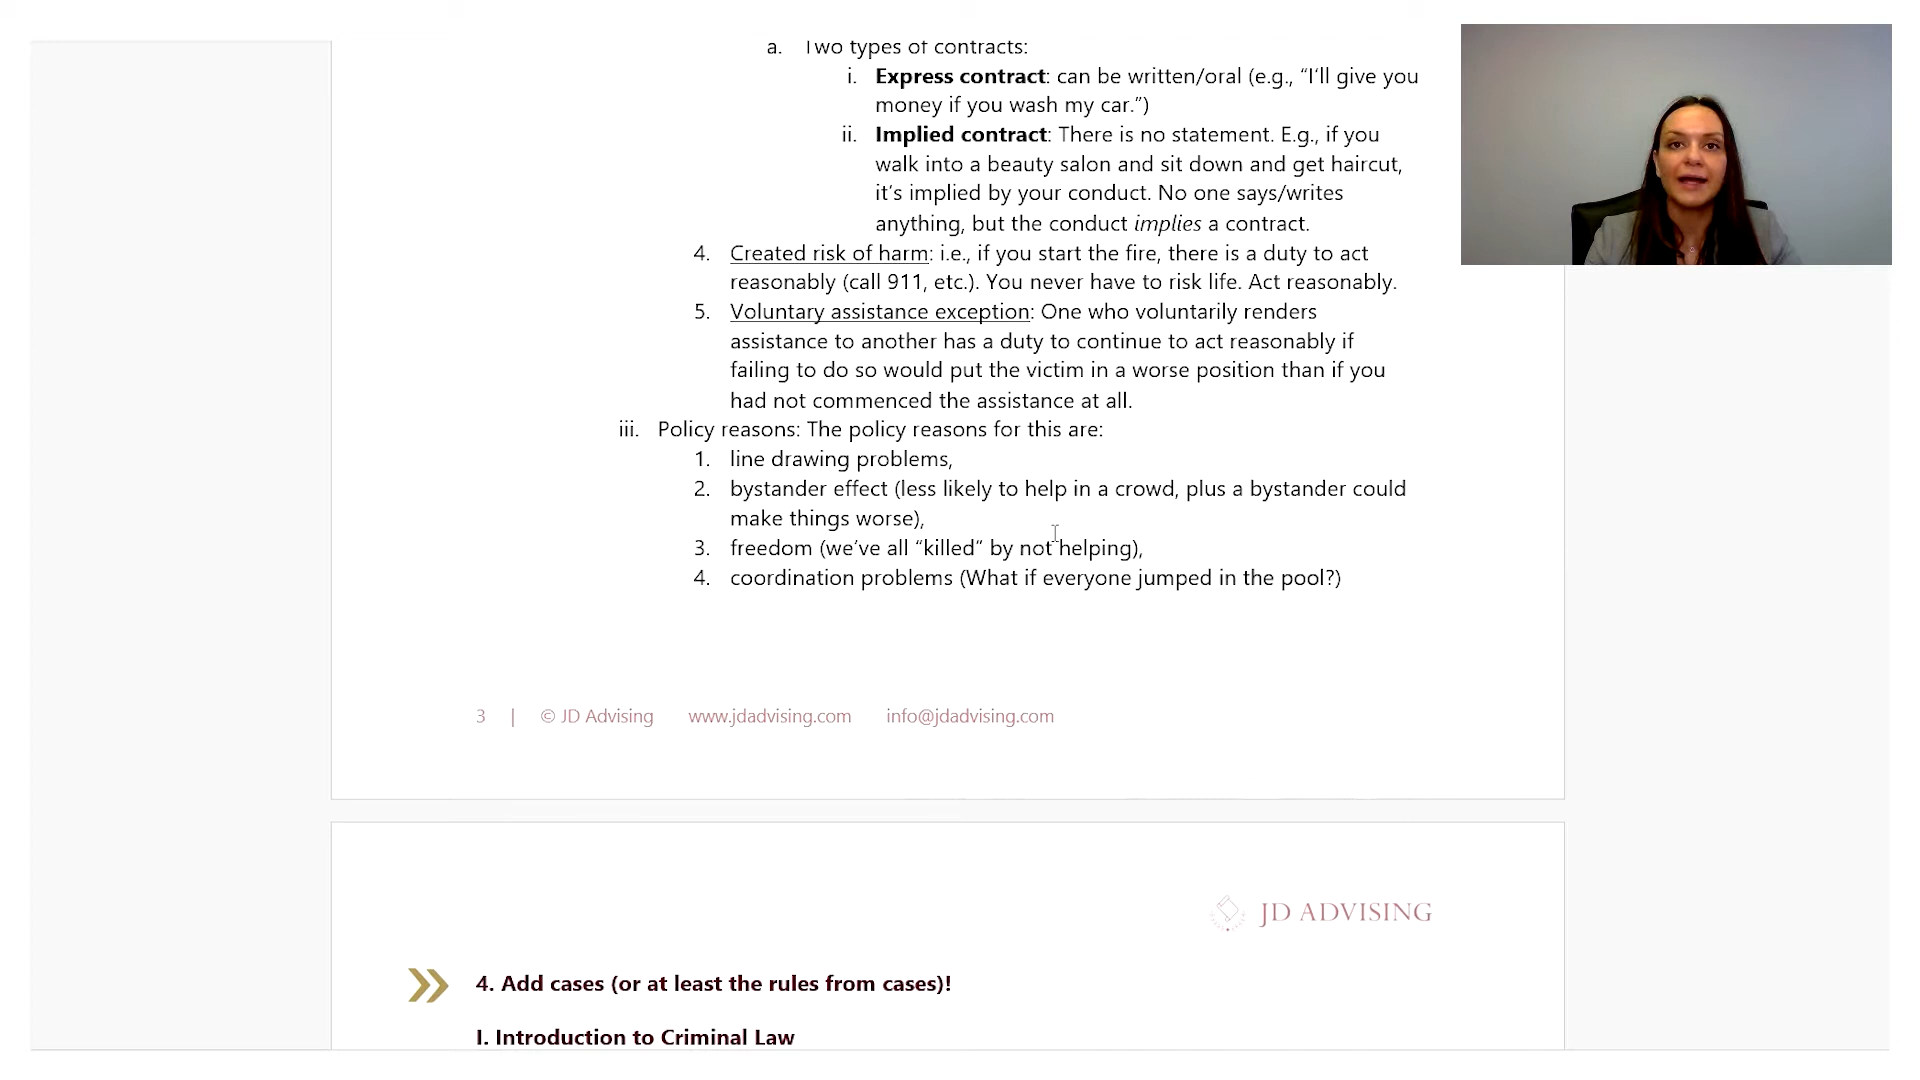 a. Two types of contracts:
i. Express contract: can be written/oral (e.g., “I’ll give you
money if you wash my car.”)
ii. Implied contract: There is no statement. E.g., if you
walk into a beauty salon and sit down and get haircut,
it’s implied by your conduct. No one says/writes
anything, but the conduct implies a contract.
4. Created risk of harm: i.e., if you start the fire, there is a duty to act
reasonably (call 911, etc.). You never have to risk life. Act reasonably.
5. Voluntary assistance exception: One who voluntarily renders
assistance to another has a duty to continue to act reasonably if
failing to do so would put the victim in a worse position than if you
had not commenced the assistance at all.
iii. Policy reasons: The policy reasons for this are:
1. line drawing problems,
2. bystander effect (less likely to help in a crowd, plus a bystander could
make things worse),
3. freedom (we’ve all “killed” by not helping),
4. coordination problems (What if everyone jumped in the pool?)
3 | © JD Advising www.jdadvising.com info@jdadvising.com
JD ADVISING
4. Add cases (or at least the rules from cases)!
I. Introduction to Criminal Law